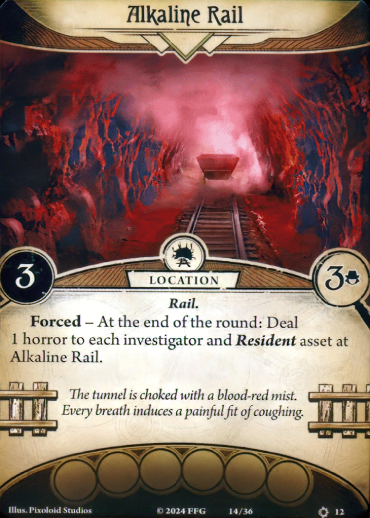 Alkaline Rail
3
3
LOCATION
Rail.
Forced – At the end of the round: Deal
1 horror to each investigator and Resident asset at
Alkaline Rail.
The tunnel is choked with a blood-red mist.
Every breath induces a painful fit of coughing.
Illus. Pixoloid Studios © 2024 FFG 14/36 12